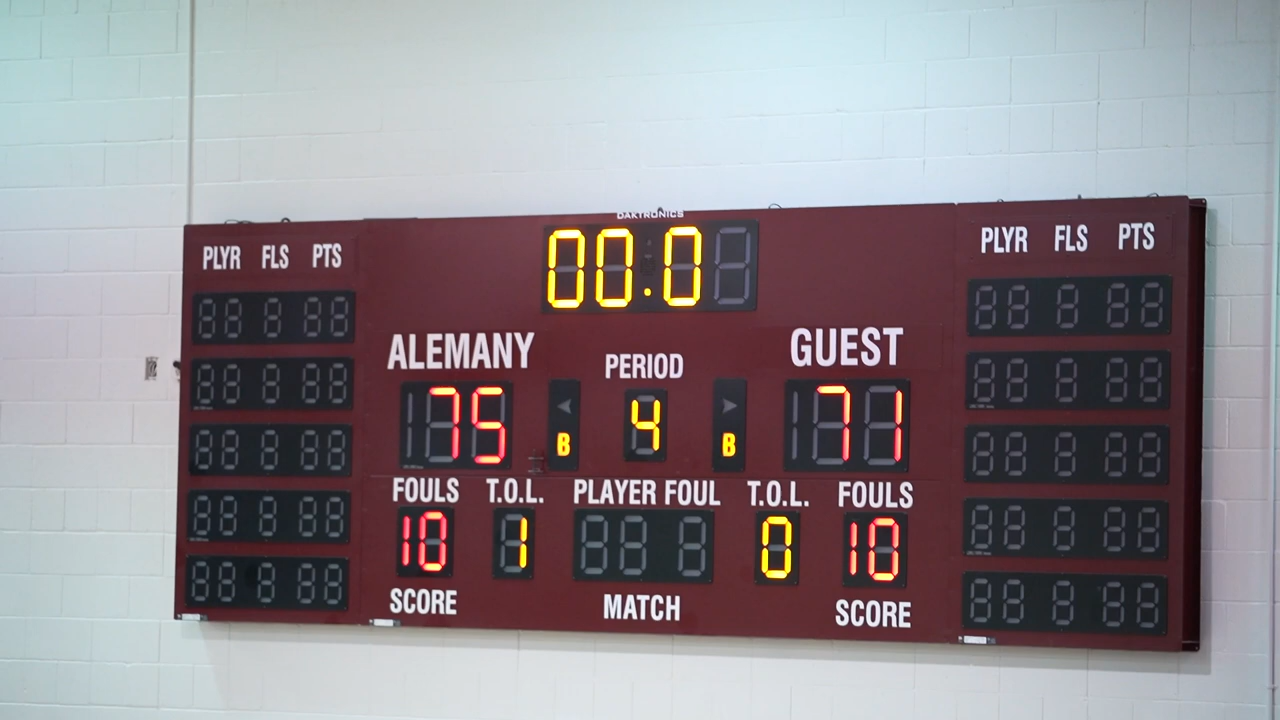 DAKTRONICS
PLYR FLS PTS
00.0
PLYR FLS PTS
ALEMANY
PERIOD
GUEST
75
B
4
B
71
FOULS T.O.L. PLAYER FOUL T.O.L. FOULS
10 1 0 10
SCORE MATCH SCORE